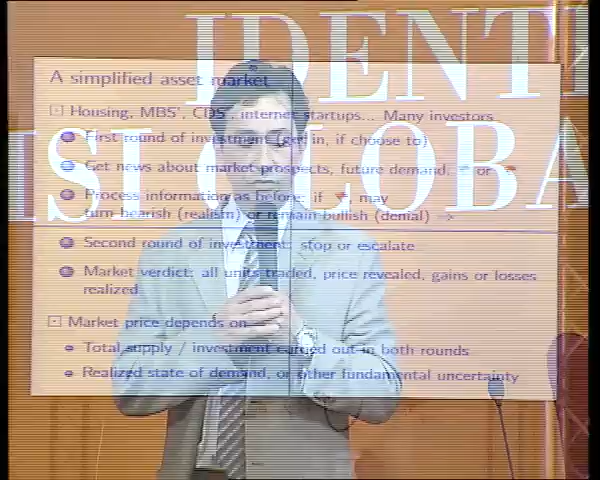 IDENT
IS GLOBA
A simplified asset market
Housing, MBS', CDS', internet startups... Many investors
First round of investment (get in, if choose to)
Get news about market prospects, future demand, or
Process information as before: if , may
turn bearish (realism) or remain bullish (denial) →
Second round of investment: stop or escalate
Market verdict: all units traded, price revealed, gains or losses
realized
Market price depends on
Total supply / investment carried out in both rounds
Realized state of demand, or other fundamental uncertainty